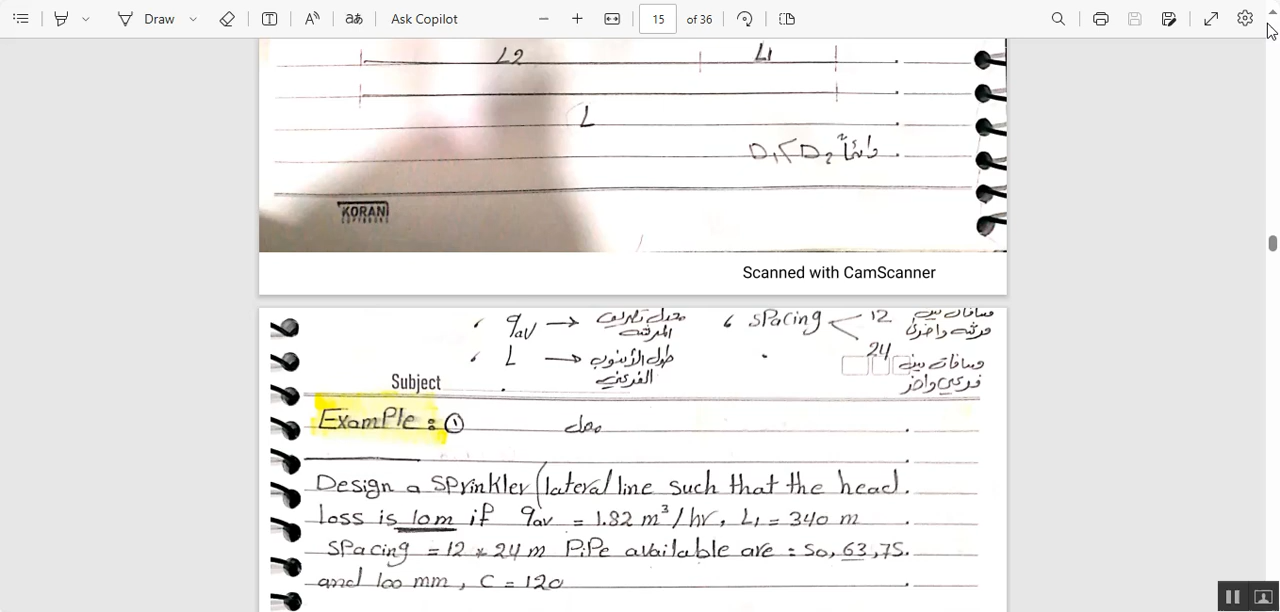 Draw
Ask Copilot
15 of 36
L2 L1
L
دائماً D1 < D2
KORAN
COPYBOOKS
Scanned with CamScanner
qav → معدل تصريف المرشه
spacing 12 مسافات بين مرشه واخرى
L → طول الأنبوب الفرعي
24 مسافات بين فرعي واخر
Subject
Example: ①
Design a sprinkler (lateral line such that the head.
loss is 10m if qav = 1.82 m³/hr, L1 = 340 m
spacing = 12 * 24 m Pipe available are : 50, 63, 75.
and 100 mm, C = 120